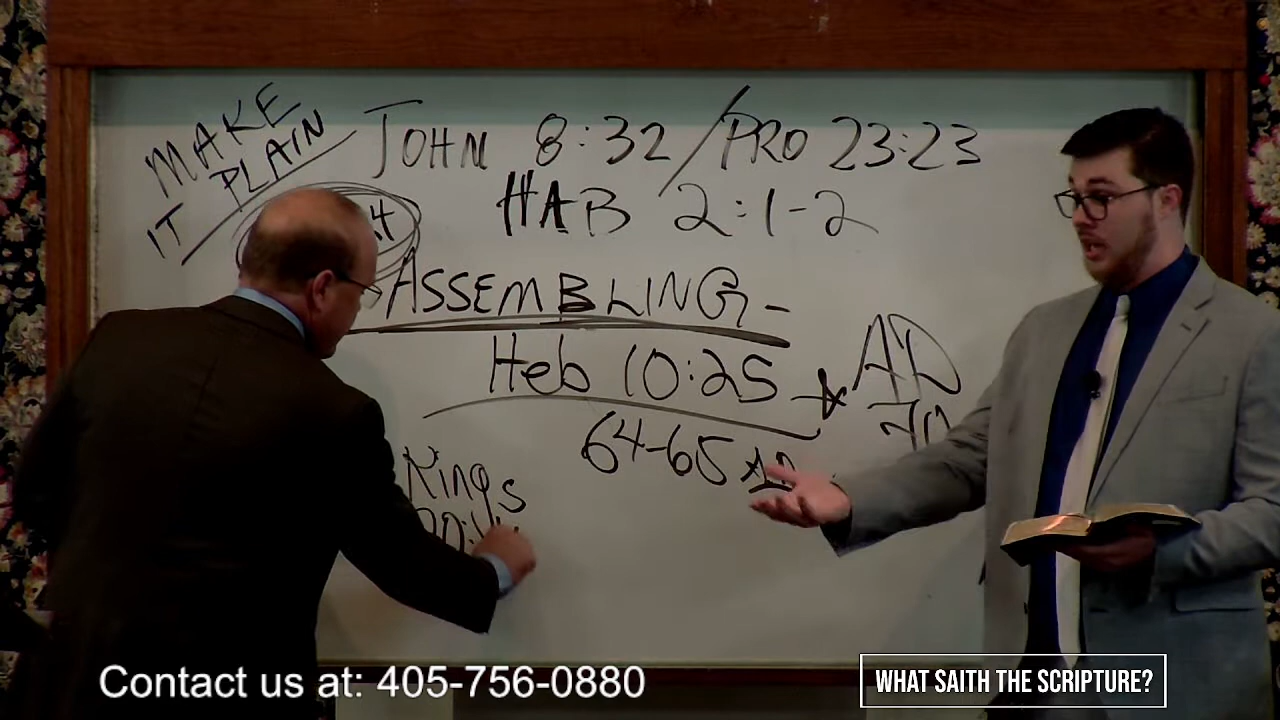 MAKE
IT PLAIN
JOHN 8:32 / PRO 23:23
HAB 2:1-2
ASSEMBLING -
Heb 10:25
AD
70
64-65 AD
Kings
Contact us at: 405-756-0880
WHAT SAITH THE SCRIPTURE?